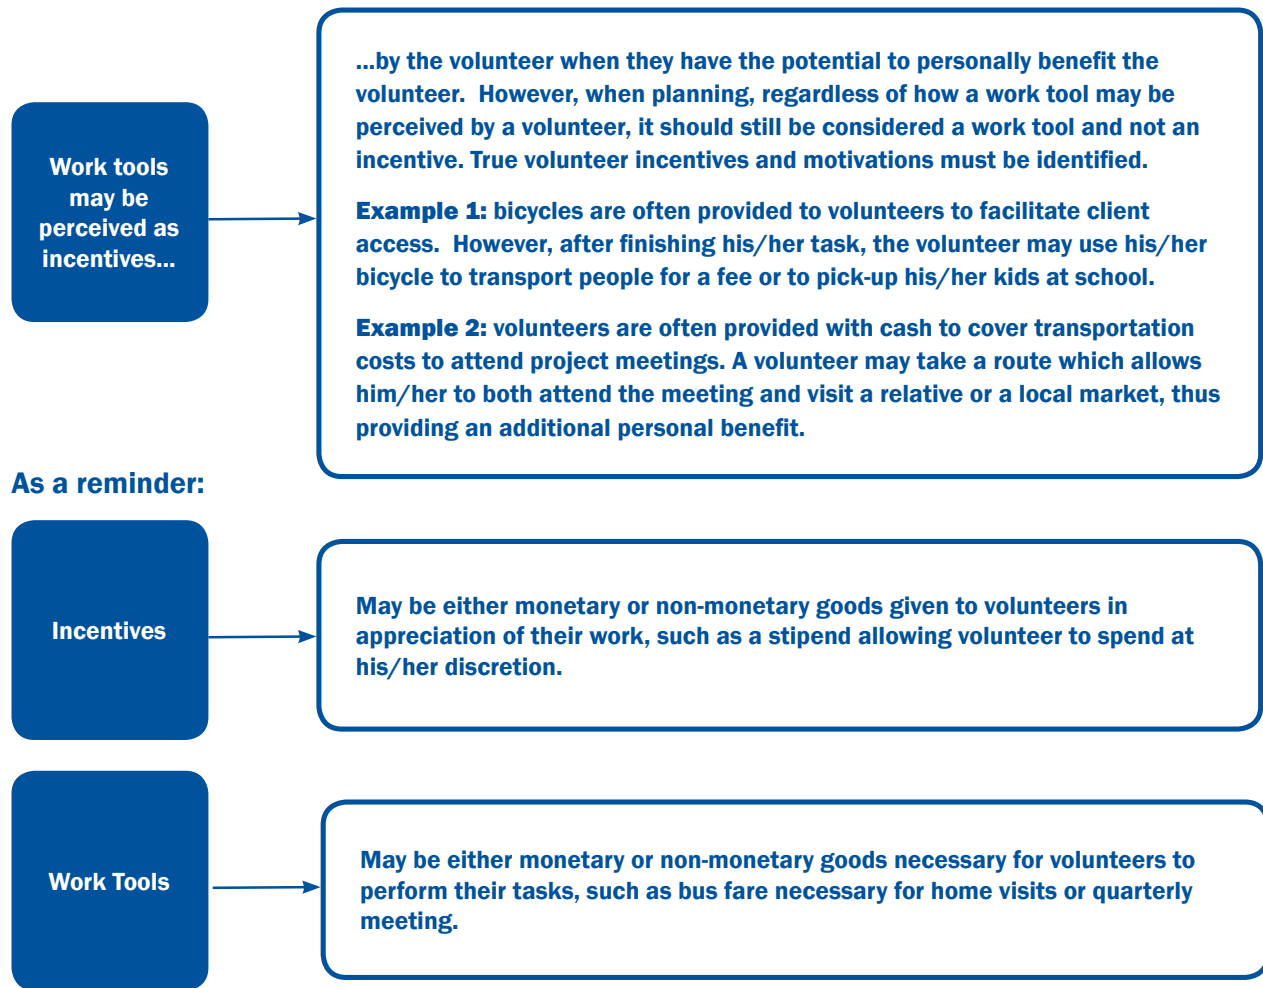 Work tools
may be
perceived as
incentives...
...by the volunteer when they have the potential to personally benefit the
volunteer.  However, when planning, regardless of how a work tool may be
perceived by a volunteer, it should still be considered a work tool and not an
incentive. True volunteer incentives and motivations must be identified.
Example 1: bicycles are often provided to volunteers to facilitate client
access.  However, after finishing his/her task, the volunteer may use his/her
bicycle to transport people for a fee or to pick-up his/her kids at school.
Example 2: volunteers are often provided with cash to cover transportation
costs to attend project meetings. A volunteer may take a route which allows
him/her to both attend the meeting and visit a relative or a local market, thus
providing an additional personal benefit.
As a reminder:
Incentives
May be either monetary or non-monetary goods given to volunteers in
appreciation of their work, such as a stipend allowing volunteer to spend at
his/her discretion.
Work Tools
May be either monetary or non-monetary goods necessary for volunteers to
perform their tasks, such as bus fare necessary for home visits or quarterly
meeting.